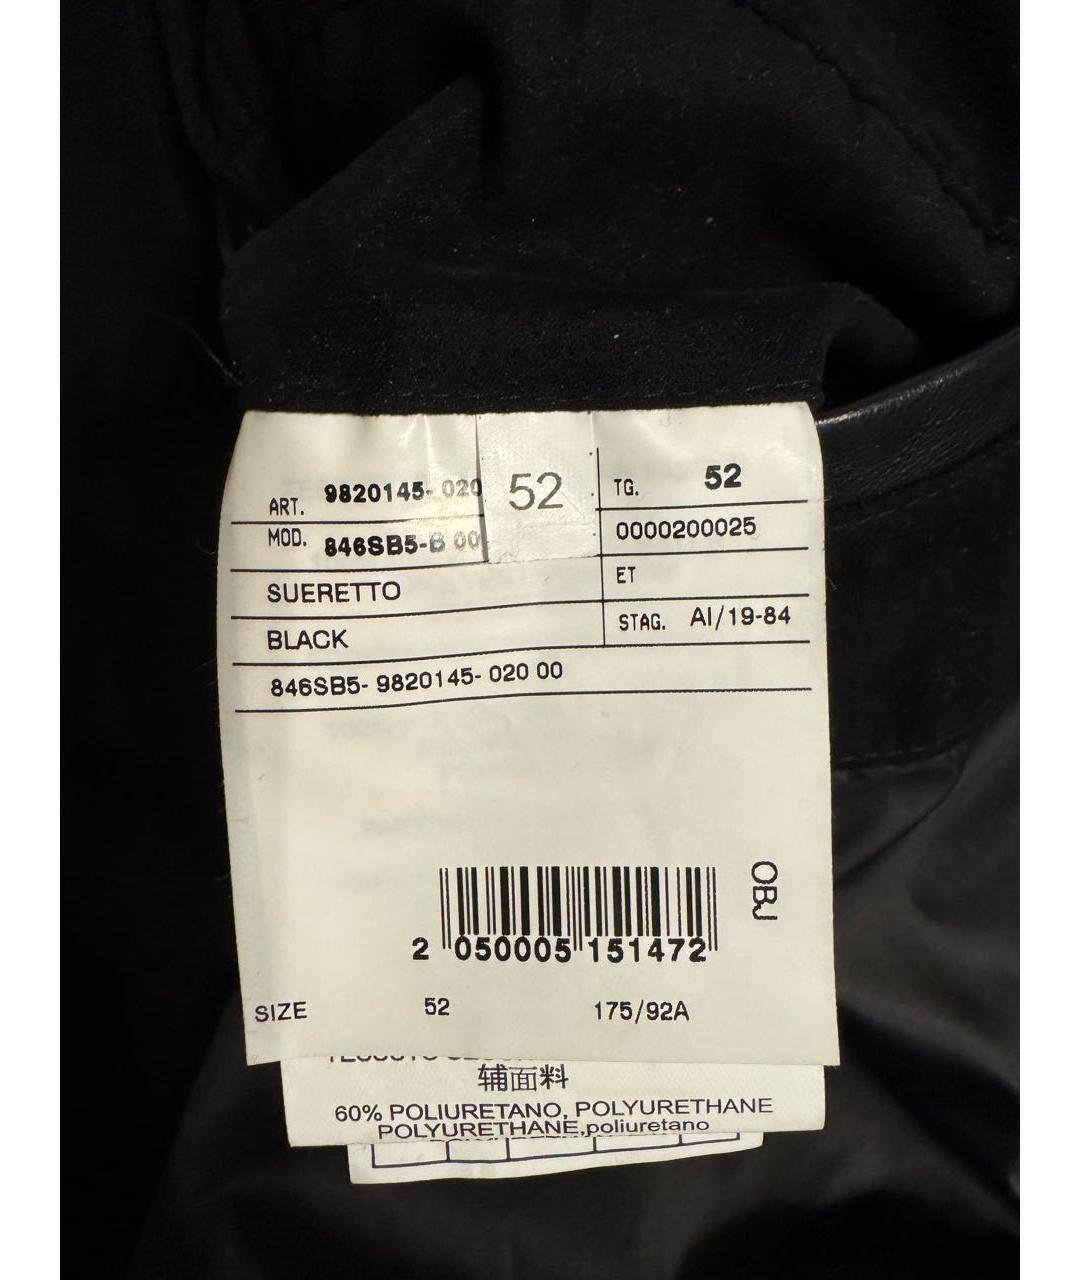 ART. 9820145- 020 52 TG. 52
MOD. 846SB5-B 00 0000200025
SUERETTO ET
BLACK STAG. AI/19-84
846SB5- 9820145- 020 00
OBJ
2 050005 151472
SIZE 52 175/92A
辅面料
60% POLIURETANO, POLYURETHANE
POLYURETHANE,poliuretano